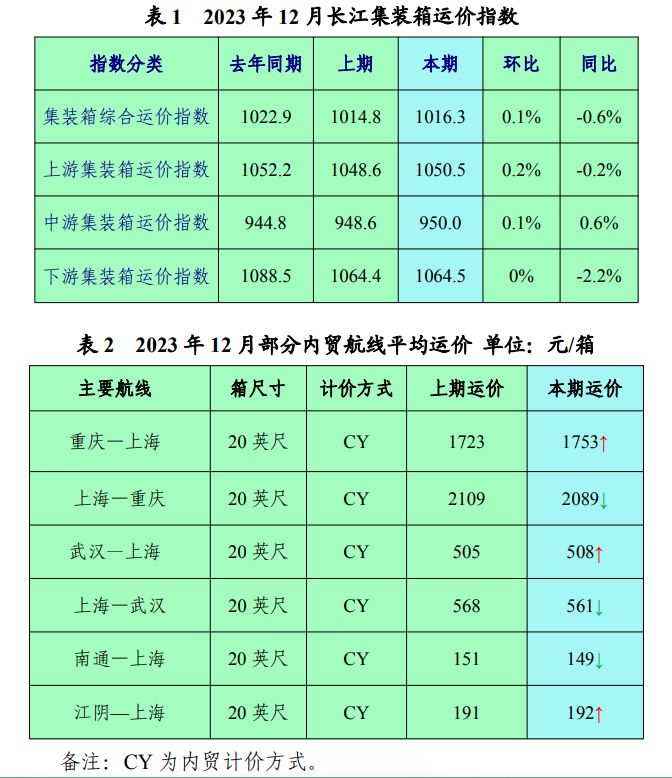 表 1 2023 年 12 月长江集装箱运价指数
指数分类 去年同期 上期 本期 环比 同比
集装箱综合运价指数 1022.9 1014.8 1016.3 0.1% -0.6%
上游集装箱运价指数 1052.2 1048.6 1050.5 0.2% -0.2%
中游集装箱运价指数 944.8 948.6 950.0 0.1% 0.6%
下游集装箱运价指数 1088.5 1064.4 1064.5 0% -2.2%
表 2 2023 年 12 月部分内贸航线平均运价 单位：元/箱
主要航线 箱尺寸 计价方式 上期运价 本期运价
重庆—上海 20 英尺 CY 1723 1753↑
上海—重庆 20 英尺 CY 2109 2089↓
武汉—上海 20 英尺 CY 505 508↑
上海—武汉 20 英尺 CY 568 561↓
南通—上海 20 英尺 CY 151 149↓
江阴—上海 20 英尺 CY 191 192↑
备注：CY 为内贸计价方式。